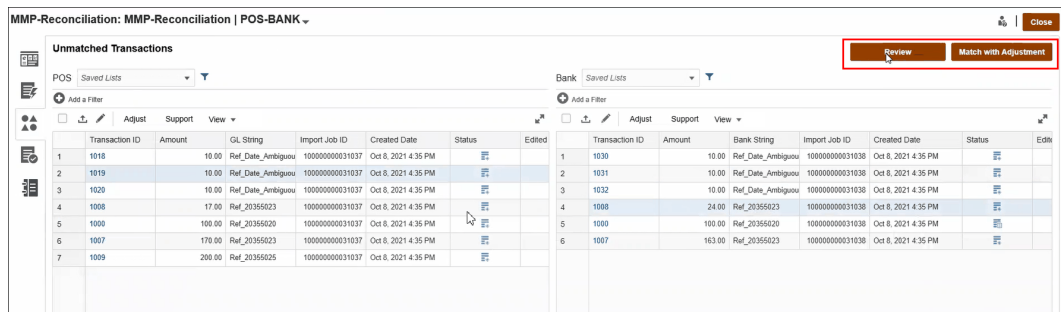 MMP-Reconciliation: MMP-Reconciliation | POS-BANK
Close
Unmatched Transactions
Review
Match with Adjustment
POS Saved Lists
Bank Saved Lists
Add a Filter
Add a Filter
Adjust Support View
Adjust Support View
Transaction ID Amount GL String Import Job ID Created Date Status Edited
1 1018 10.00 Ref_Date_Ambiguou 100000000031037 Oct 8, 2021 4:35 PM
2 1019 10.00 Ref_Date_Ambiguou 100000000031037 Oct 8, 2021 4:35 PM
3 1020 10.00 Ref_Date_Ambiguou 100000000031037 Oct 8, 2021 4:35 PM
4 1008 17.00 Ref_20355023 100000000031037 Oct 8, 2021 4:35 PM
5 1000 100.00 Ref_20355020 100000000031037 Oct 8, 2021 4:35 PM
6 1007 170.00 Ref_20355023 100000000031037 Oct 8, 2021 4:35 PM
7 1009 200.00 Ref_20355025 100000000031037 Oct 8, 2021 4:35 PM
Transaction ID Amount Bank String Import Job ID Created Date Status Edite
1 1030 10.00 Ref_Date_Ambiguou 100000000031038 Oct 8, 2021 4:35 PM
2 1031 10.00 Ref_Date_Ambiguou 100000000031038 Oct 8, 2021 4:35 PM
3 1032 10.00 Ref_Date_Ambiguou 100000000031038 Oct 8, 2021 4:35 PM
4 1008 24.00 Ref_20355023 100000000031038 Oct 8, 2021 4:35 PM
5 1000 100.00 Ref_20355020 100000000031038 Oct 8, 2021 4:35 PM
6 1007 163.00 Ref_20355023 100000000031038 Oct 8, 2021 4:35 PM